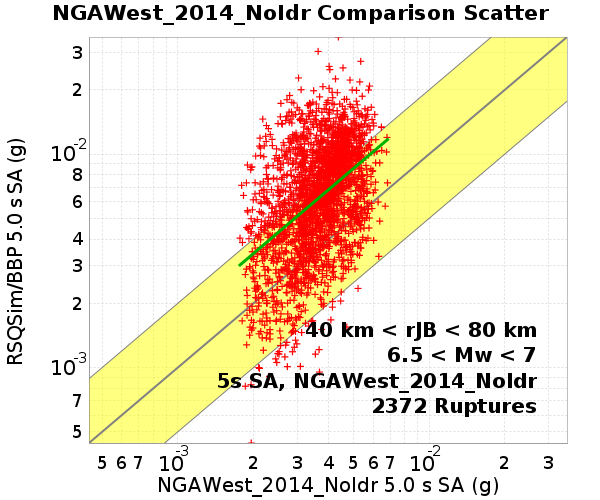 NGAWest_2014_NoIdr Comparison Scatter
3
2
10-2
8
6
4
3
2
10-3
7
5
RSQSim/BBP 5.0 s SA (g)
40 km < rJB < 80 km
6.5 < Mw < 7
5s SA, NGAWest_2014_NoIdr
2372 Ruptures
5 6 7 10-3 2 3 4 5 6 7 10-2 2 3
NGAWest_2014_NoIdr 5.0 s SA (g)